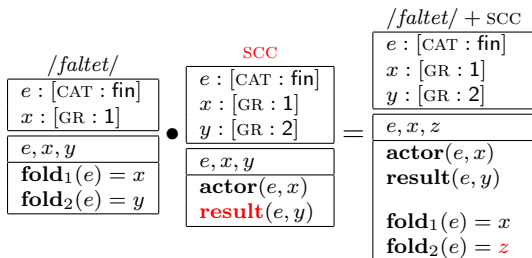 /faltet/
e : [CAT : fin]
x : [GR : 1]
e, x, y
fold₁(e) = x
fold₂(e) = y
•
SCC
e : [CAT : fin]
x : [GR : 1]
y : [GR : 2]
e, x, y
actor(e, x)
result(e, y)
=
/faltet/ + SCC
e : [CAT : fin]
x : [GR : 1]
y : [GR : 2]
e, x, z
actor(e, x)
result(e, y)
fold₁(e) = x
fold₂(e) = z